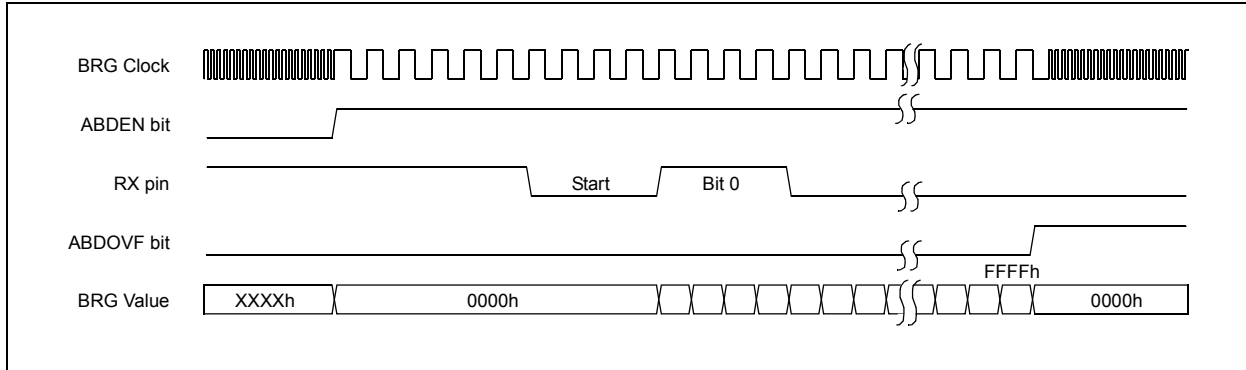 BRG Clock
ABDEN bit
RX pin
Start
Bit 0
ABDOVF bit
FFFFh
BRG Value
XXXXh
0000h
0000h